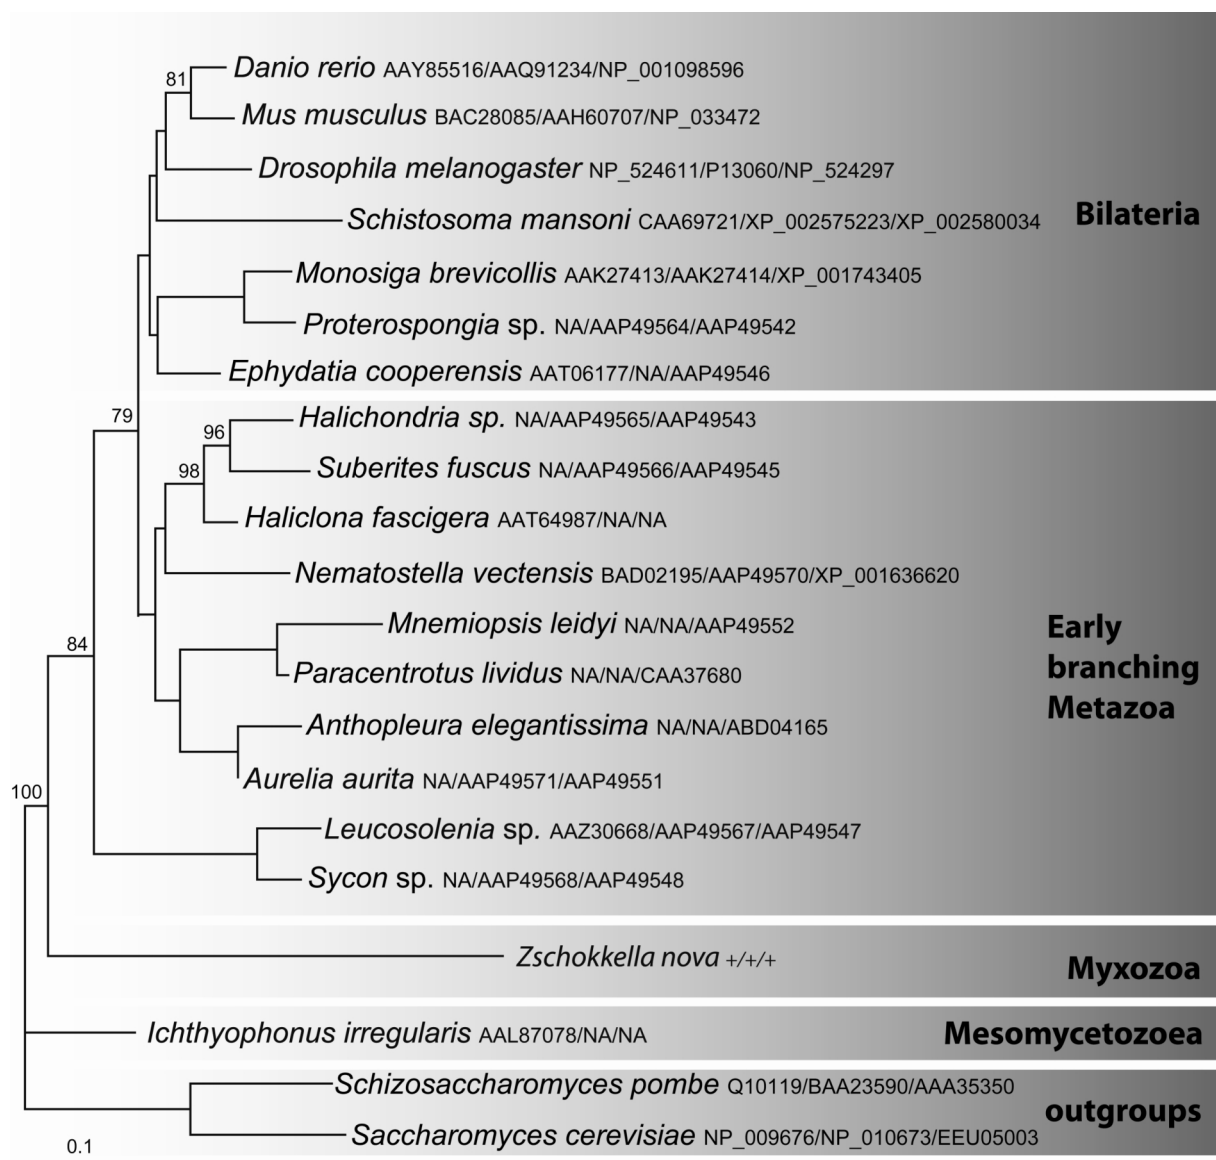 81
Danio rerio AAY85516/AAQ91234/NP_001098596
Mus musculus BAC28085/AAH60707/NP_033472
Drosophila melanogaster NP_524611/P13060/NP_524297
Schistosoma mansoni CAA69721/XP_002575223/XP_002580034
Bilateria
Monosiga brevicollis AAK27413/AAK27414/XP_001743405
Proterospongia sp. NA/AAP49564/AAP49542
Ephydatia cooperensis AAT06177/NA/AAP49546
79
Halichondria sp. NA/AAP49565/AAP49543
96
Suberites fuscus NA/AAP49566/AAP49545
98
Haliclona fascigera AAT64987/NA/NA
Nematostella vectensis BAD02195/AAP49570/XP_001636620
Mnemiopsis leidyi NA/NA/AAP49552
84
Early
branching
Metazoa
Paracentrotus lividus NA/NA/CAA37680
Anthopleura elegantissima NA/NA/ABD04165
Aurelia aurita NA/AAP49571/AAP49551
100
Leucosolenia sp. AAZ30668/AAP49567/AAP49547
Sycon sp. NA/AAP49568/AAP49548
Zschokkella nova +/+/+
Myxozoa
Ichthyophonus irregularis AAL87078/NA/NA
Mesomycetozoea
Schizosaccharomyces pombe Q10119/BAA23590/AAA35350
outgroups
Saccharomyces cerevisiae NP_009676/NP_010673/EEU05003
0.1